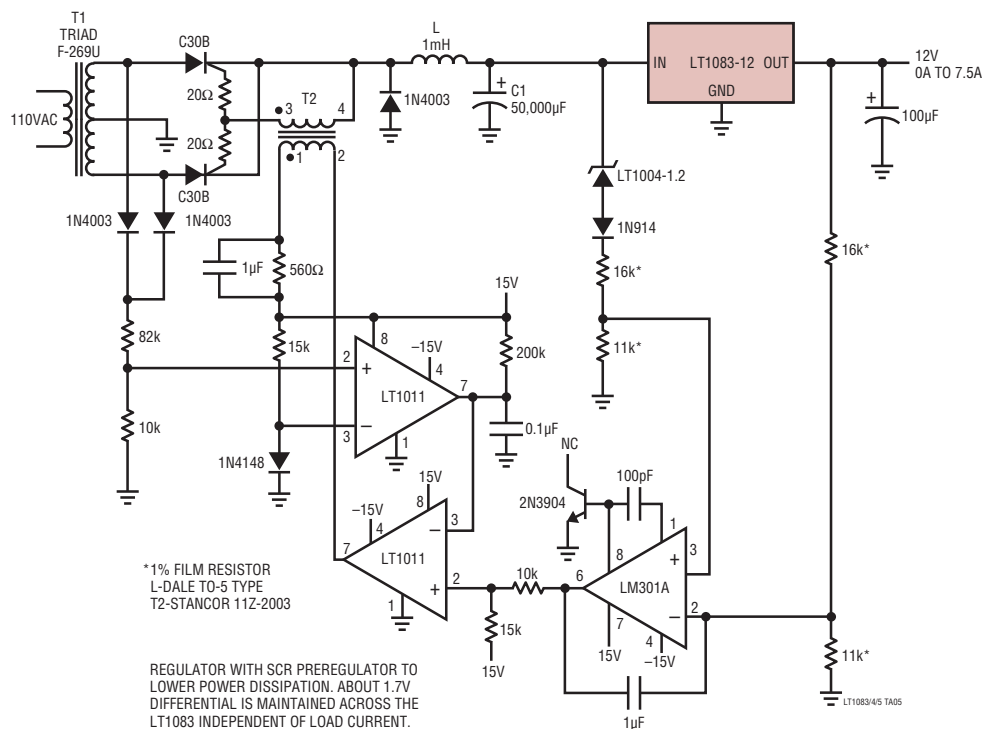 T1
TRIAD
F-269U
110VAC
C30B
20Ω
20Ω
C30B
T2
3
4
1
2
L
1mH
1N4003
+
C1
50,000µF
IN
LT1083-12
OUT
GND
12V
0A TO 7.5A
+
100µF
1N4003
1N4003
LT1004-1.2
1N914
16k*
11k*
16k*
1µF
560Ω
15V
82k
15k
200k
8
–15V
4
2
+
LT1011
7
–
3
1
0.1µF
10k
1N4148
15V
8
–15V
4
–
3
7
LT1011
+
2
1
NC
100pF
2N3904
1
8
+
3
6
LM301A
–
2
7
4
15V
–15V
10k
15k
15V
1µF
11k*
*1% FILM RESISTOR
L-DALE TO-5 TYPE
T2-STANCOR 11Z-2003
REGULATOR WITH SCR PREREGULATOR TO
LOWER POWER DISSIPATION. ABOUT 1.7V
DIFFERENTIAL IS MAINTAINED ACROSS THE
LT1083 INDEPENDENT OF LOAD CURRENT.
LT1083/4/5 TA05